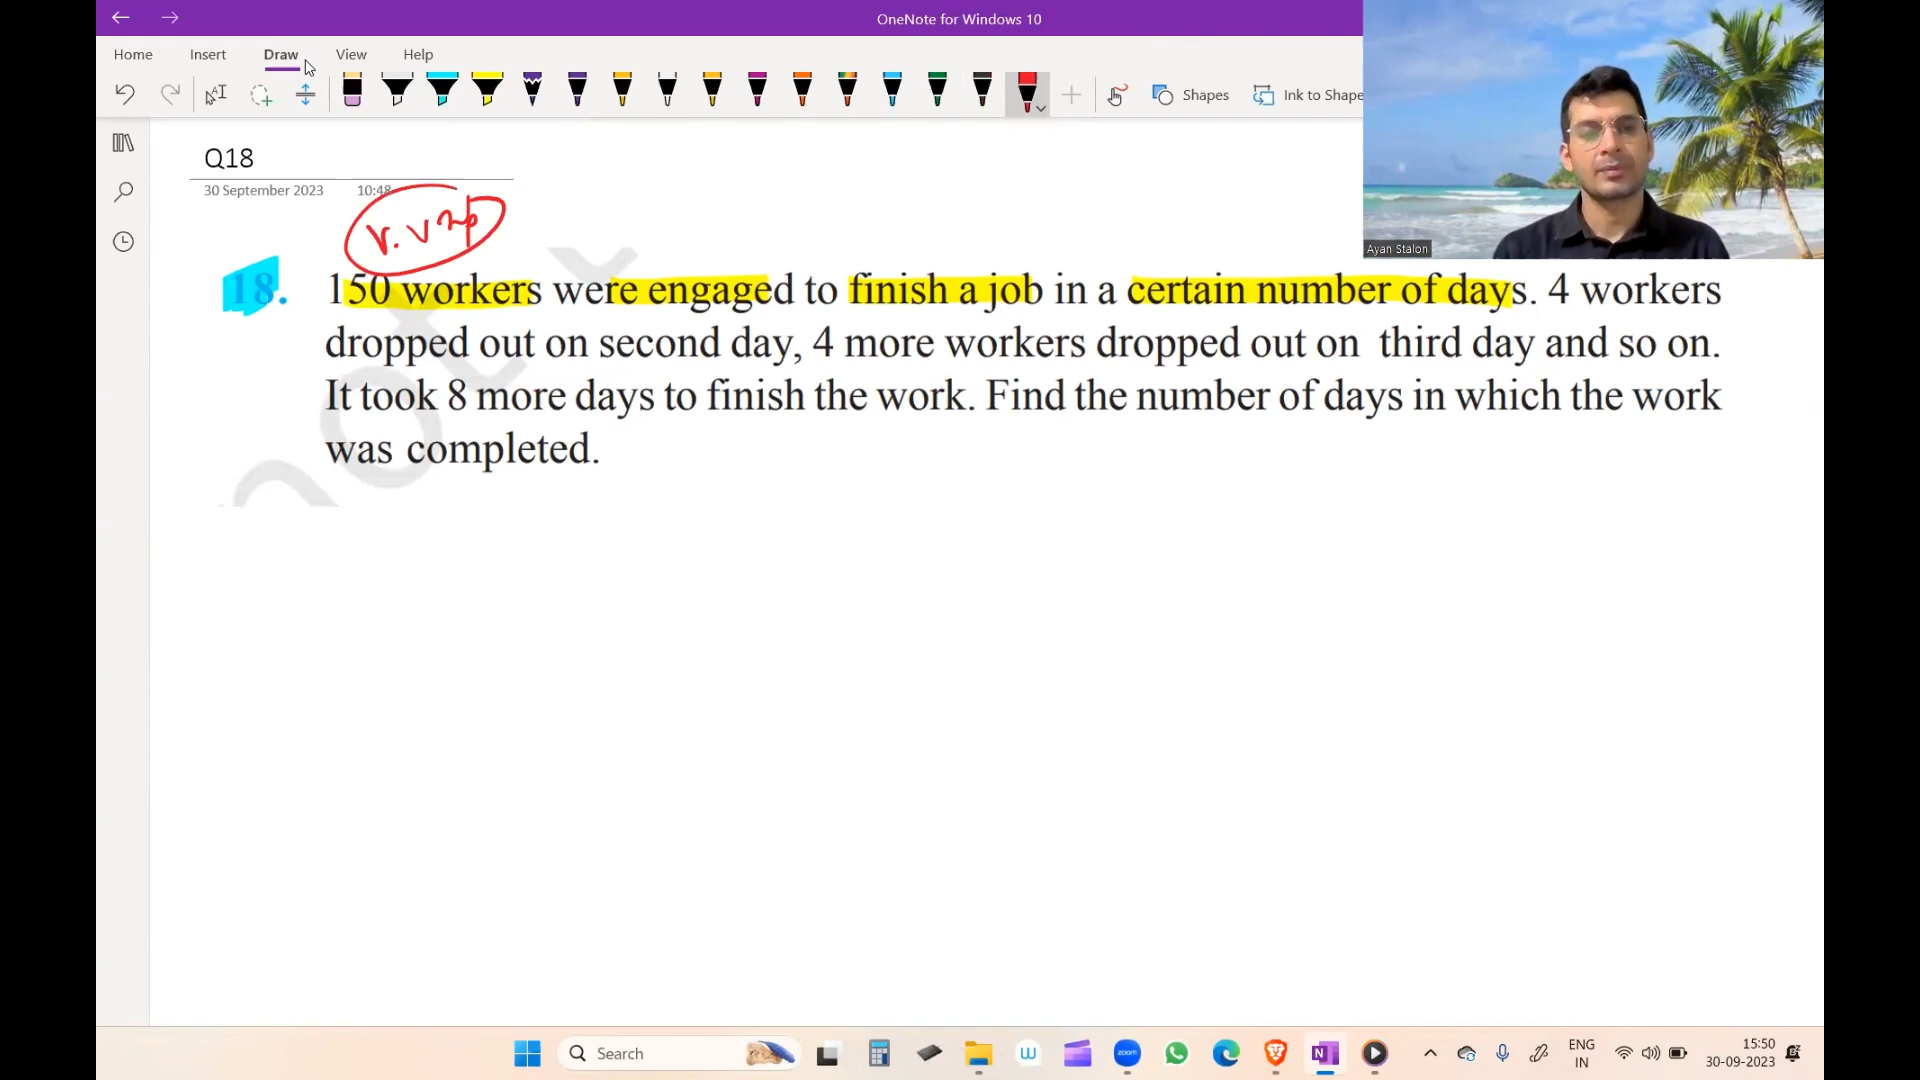 OneNote for Windows 10
Home Insert Draw View Help
Shapes Ink to Shape
Q18
30 September 2023 10:48
v. v Imp
18. 150 workers were engaged to finish a job in a certain number of days. 4 workers
dropped out on second day, 4 more workers dropped out on third day and so on.
It took 8 more days to finish the work. Find the number of days in which the work
was completed.
Ayan Stalon
Search
zoom
ENG
IN
15:50
30-09-2023